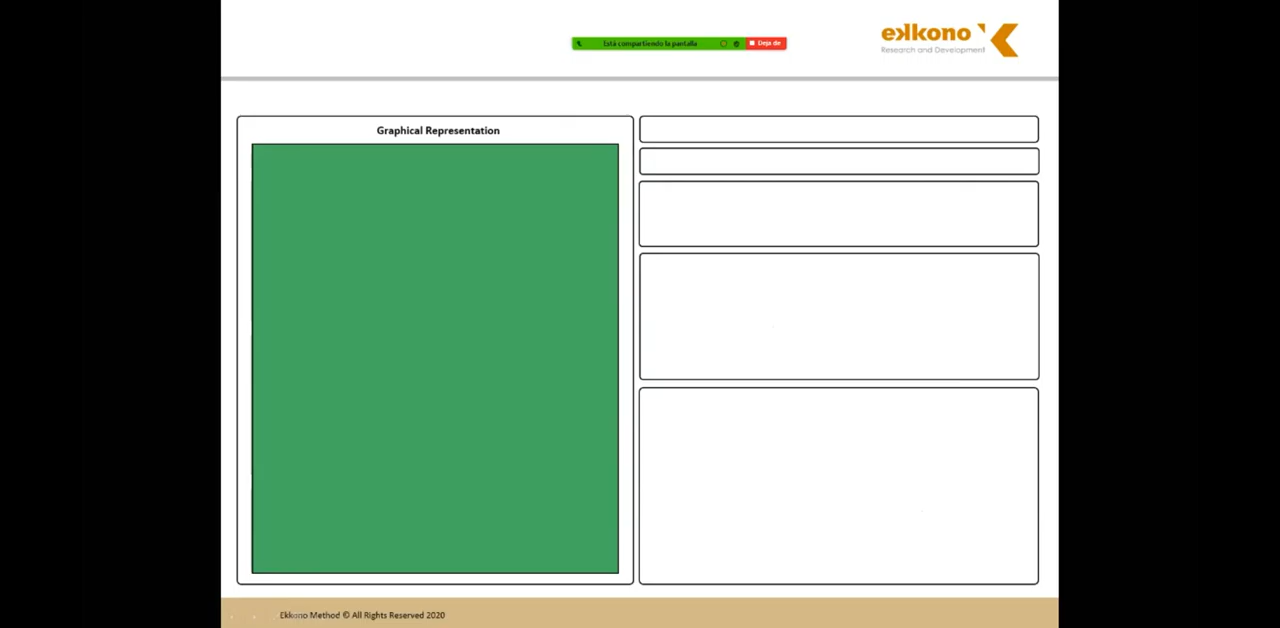 Está compartiendo la pantalla
Deja de
ekkono
Research and Development
Graphical Representation
Ekkono Method © All Rights Reserved 2020